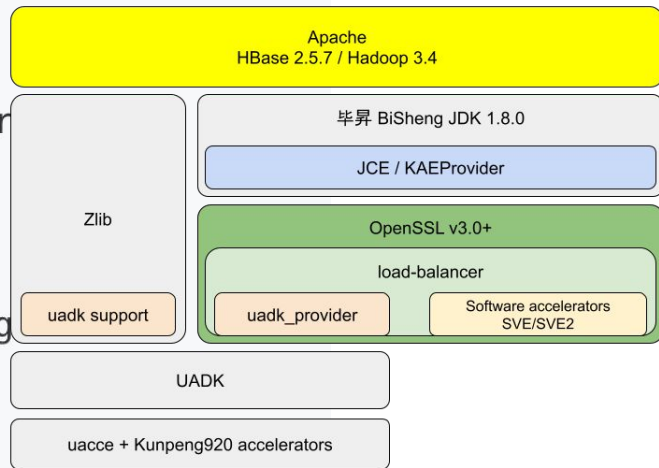 Apache
HBase 2.5.7 / Hadoop 3.4
毕昇 BiSheng JDK 1.8.0
JCE / KAEProvider
Zlib
OpenSSL v3.0+
load-balancer
uadk support
uadk_provider
Software accelerators
SVE/SVE2
UADK
uacce + Kunpeng920 accelerators